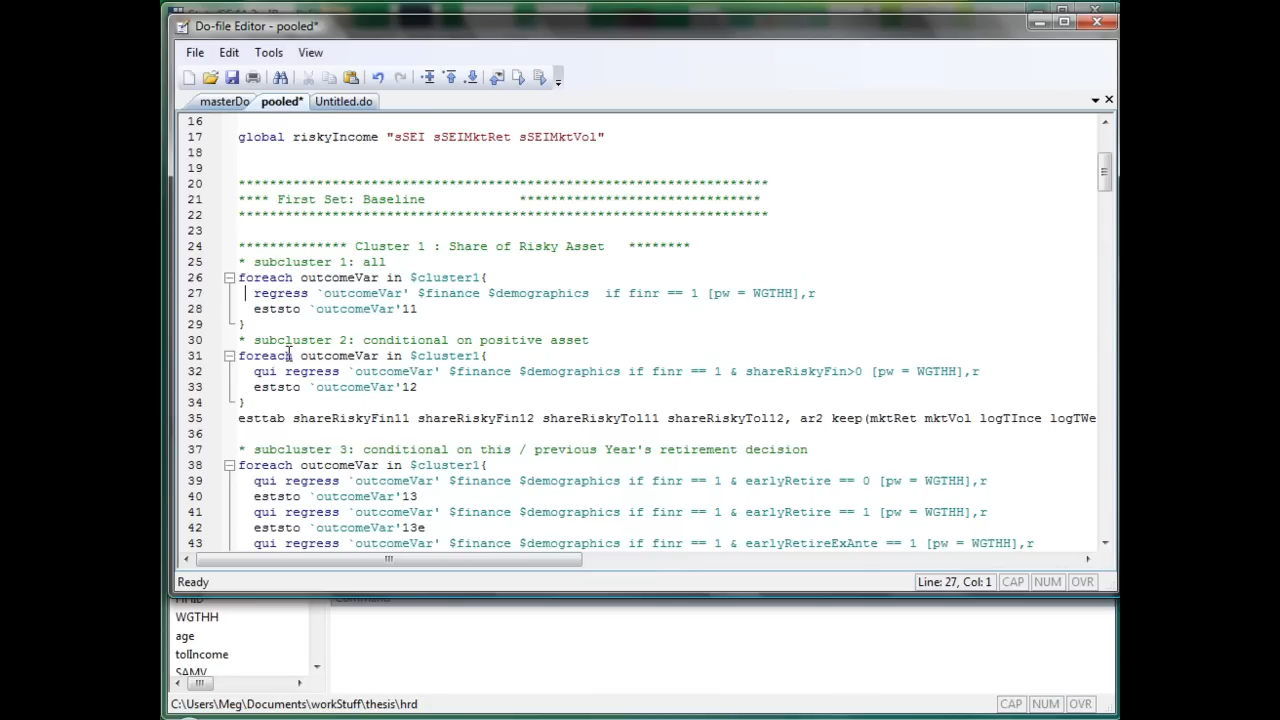 Do-file Editor - pooled*
File Edit Tools View
masterDo pooled* Untitled.do
16
17 global riskyIncome "sSEI sSEIMktRet sSEIMktVol"
18
19
20 ********************************************************************
21 **** First Set: Baseline *******************************
22 ********************************************************************
23
24 ************** Cluster 1 : Share of Risky Asset ********
25 * subcluster 1: all
26 foreach outcomeVar in $cluster1{
27 regress `outcomeVar' $finance $demographics if finr == 1 [pw = WGTHH],r
28 eststo `outcomeVar'11
29 }
30 * subcluster 2: conditional on positive asset
31 foreach outcomeVar in $cluster1{
32 qui regress `outcomeVar' $finance $demographics if finr == 1 & shareRiskyFin>0 [pw = WGTHH],r
33 eststo `outcomeVar'12
34 }
35 esttab shareRiskyFin11 shareRiskyFin12 shareRiskyTol11 shareRiskyTol12, ar2 keep(mktRet mktVol logTInce logTWe
36
37 * subcluster 3: conditional on this / previous Year's retirement decision
38 foreach outcomeVar in $cluster1{
39 qui regress `outcomeVar' $finance $demographics if finr == 1 & earlyRetire == 0 [pw = WGTHH],r
40 eststo `outcomeVar'13
41 qui regress `outcomeVar' $finance $demographics if finr == 1 & earlyRetire == 1 [pw = WGTHH],r
42 eststo `outcomeVar'13e
43 qui regress `outcomeVar' $finance $demographics if finr == 1 & earlyRetireExAnte == 1 [pw = WGTHH],r
Ready Line: 27, Col: 1 CAP NUM OVR
WGTHH
age
tolIncome
SAMV
C:\Users\Meg\Documents\workStuff\thesis\hrd CAP NUM OVR